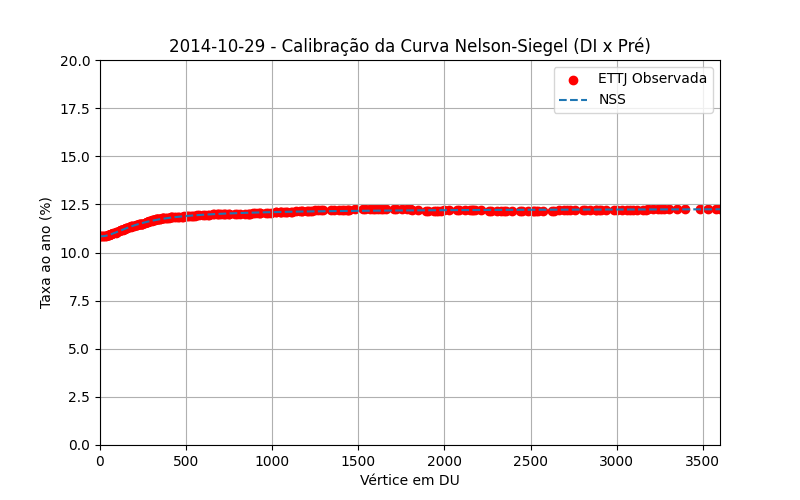 2014-10-29 - Calibração da Curva Nelson-Siegel (DI x Pré)
20.0
17.5
15.0
12.5
10.0
7.5
5.0
2.5
0.0
Taxa ao ano (%)
ETTJ Observada
NSS
0 500 1000 1500 2000 2500 3000 3500
Vértice em DU